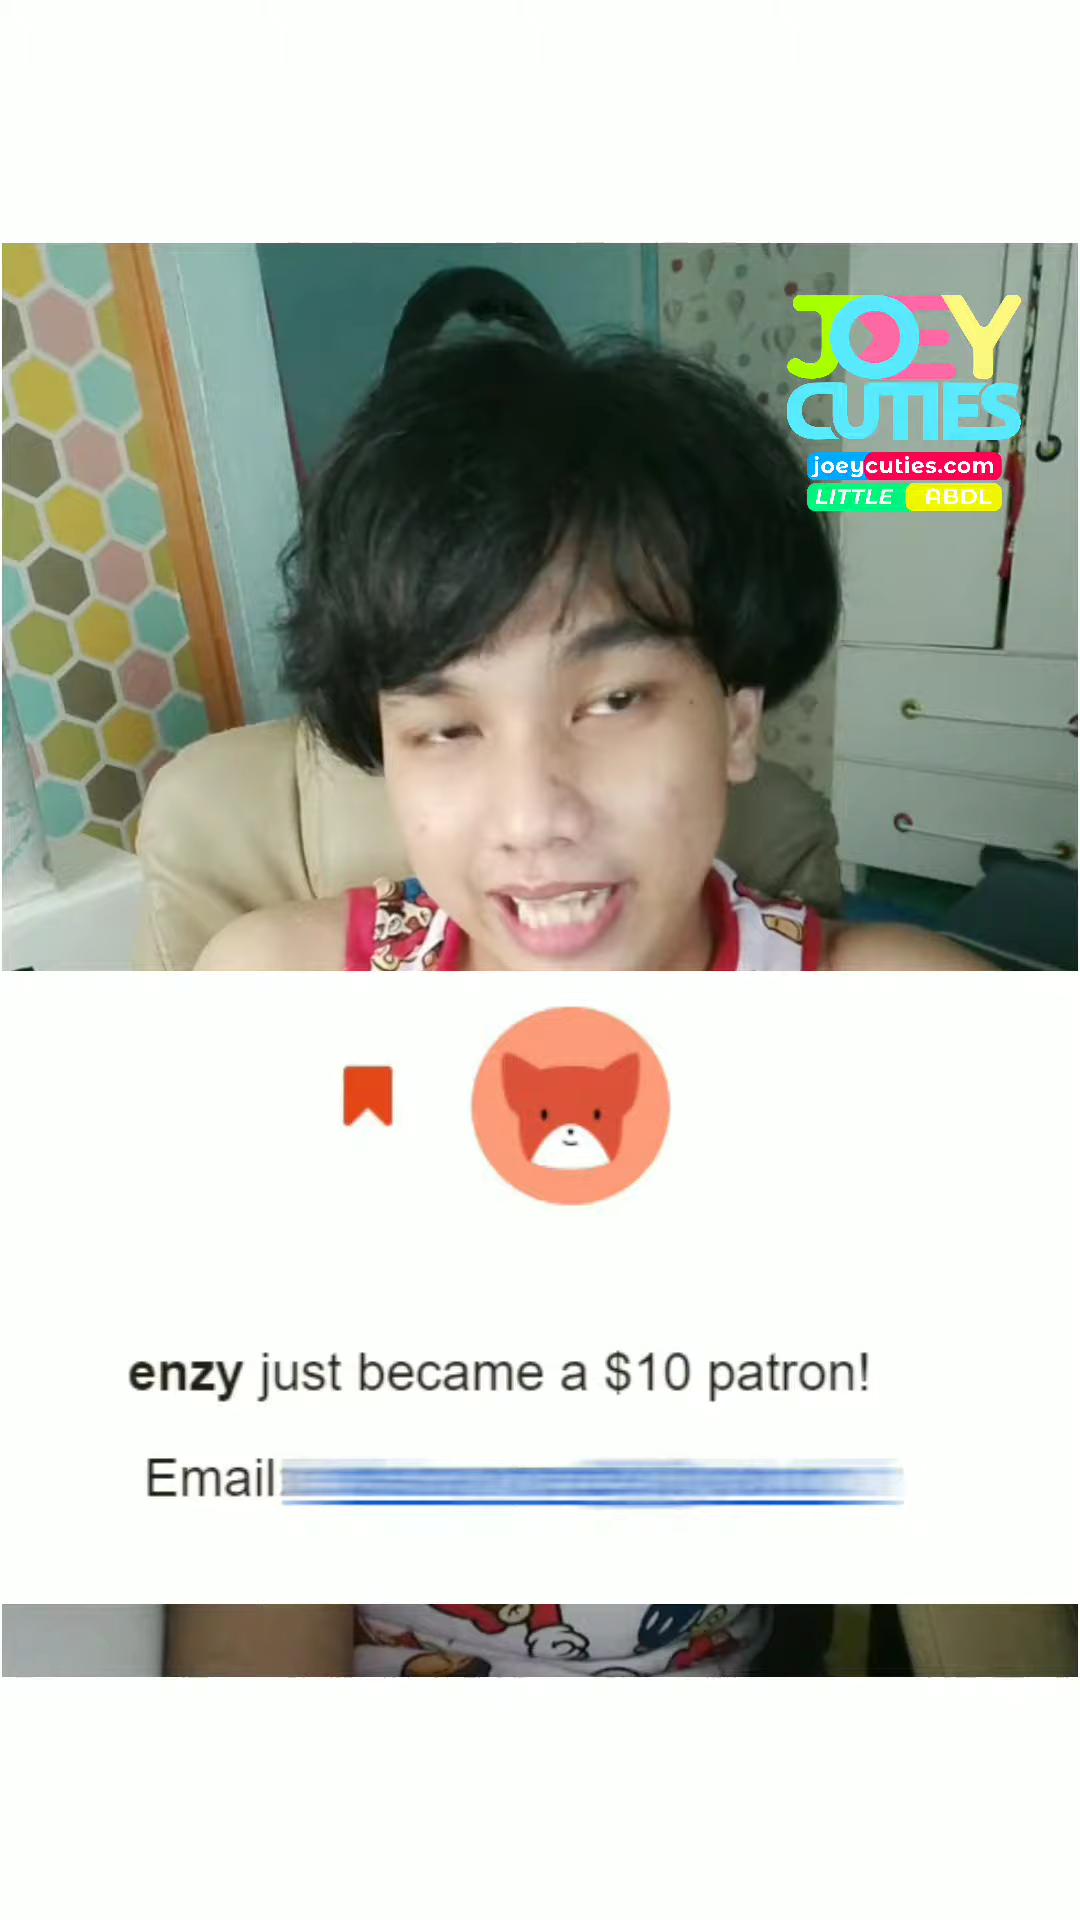 JOEY
CUTIES
joeycuties.com
LITTLE ABDL
enzy just became a $10 patron!
Email: